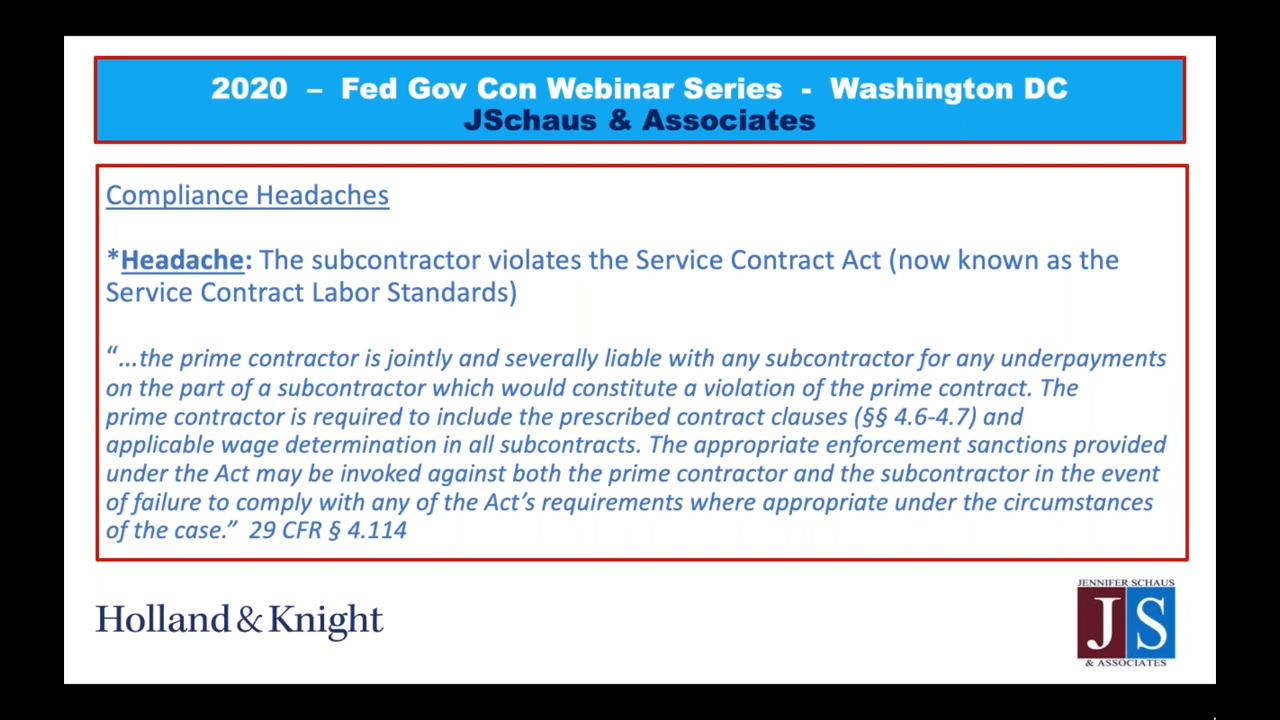 2020 – Fed Gov Con Webinar Series - Washington DC
JSchaus & Associates
Compliance Headaches
*Headache: The subcontractor violates the Service Contract Act (now known as the
Service Contract Labor Standards)
“…the prime contractor is jointly and severally liable with any subcontractor for any underpayments
on the part of a subcontractor which would constitute a violation of the prime contract. The
prime contractor is required to include the prescribed contract clauses (§§ 4.6-4.7) and
applicable wage determination in all subcontracts. The appropriate enforcement sanctions provided
under the Act may be invoked against both the prime contractor and the subcontractor in the event
of failure to comply with any of the Act’s requirements where appropriate under the circumstances
of the case.” 29 CFR § 4.114
Holland & Knight
JENNIFER SCHAUS
JS
& ASSOCIATES